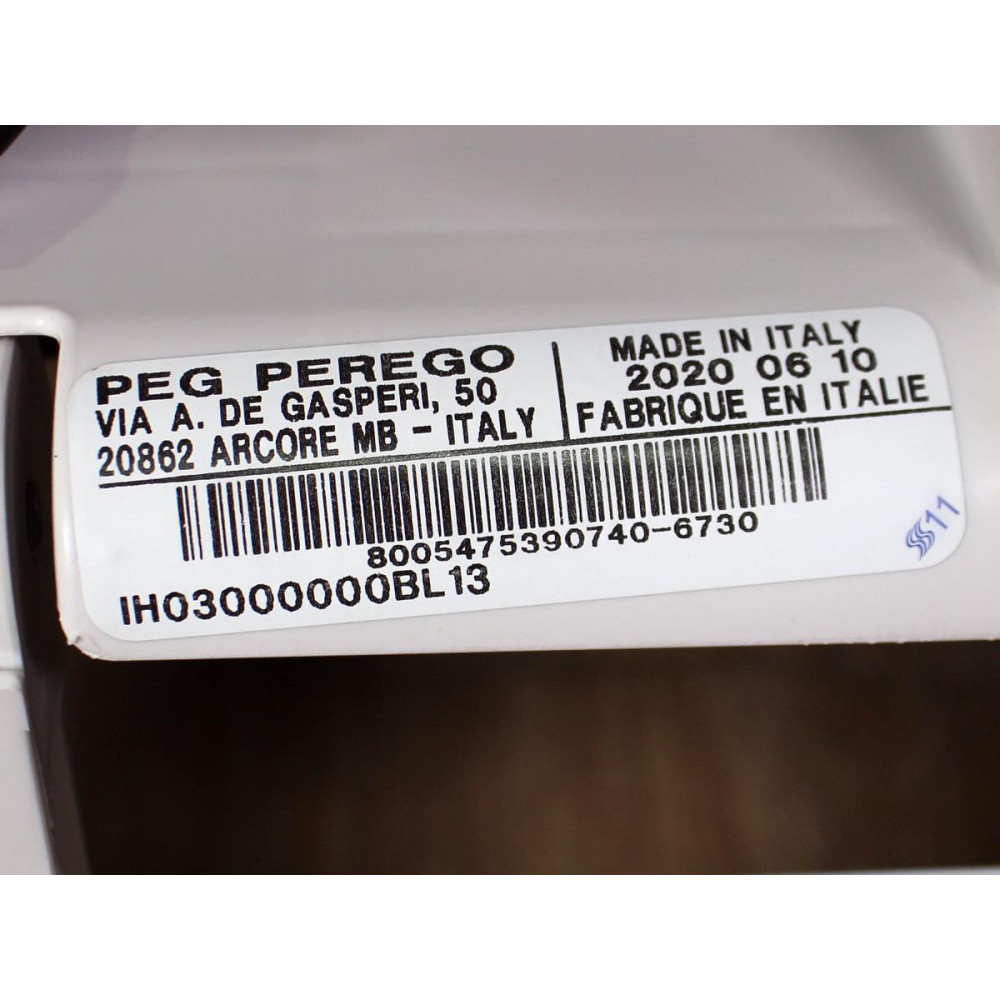 PEG PEREGO
VIA A. DE GASPERI, 50
20862 ARCORE MB - ITALY
MADE IN ITALY
2020 06 10
FABRIQUE EN ITALIE
8005475390740-6730
IH03000000BL13
11